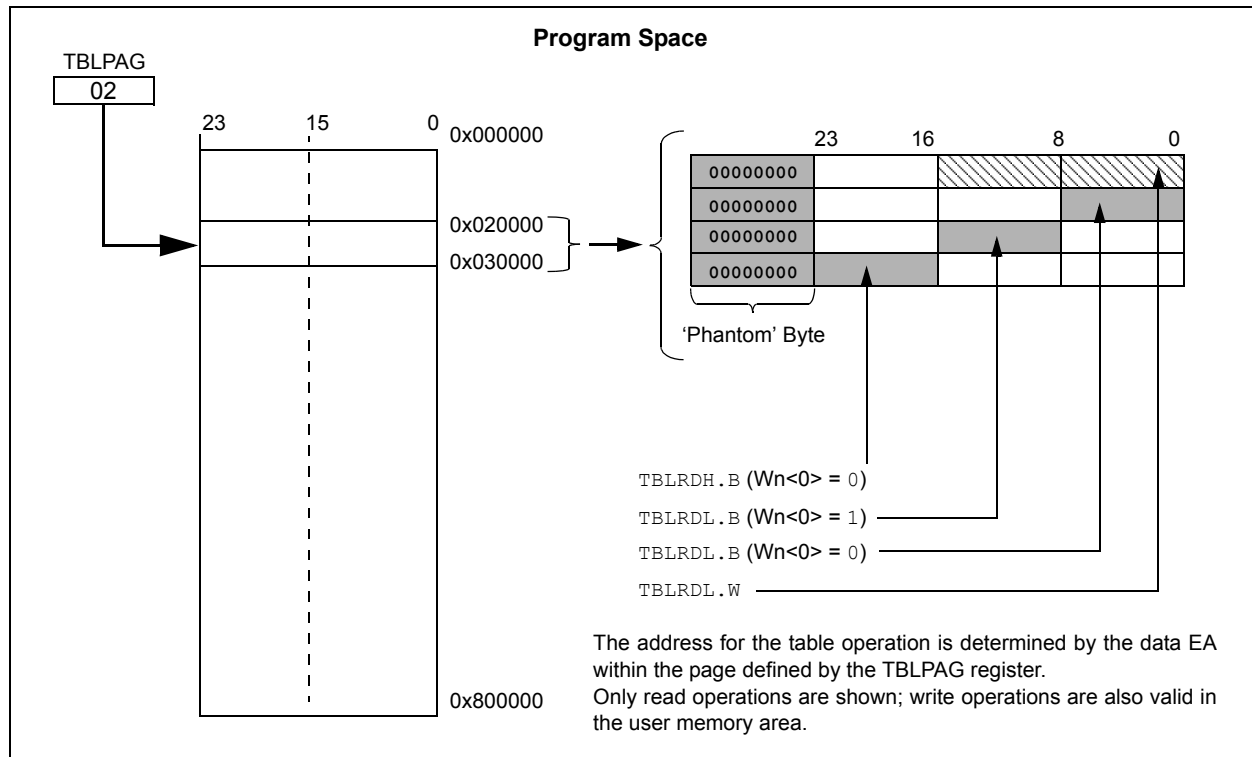 Program Space
TBLPAG
02
23 15 0
0x000000
0x020000
0x030000
0x800000
23 16 8 0
00000000
00000000
00000000
00000000
‘Phantom’ Byte
TBLRDH.B (Wn<0> = 0)
TBLRDL.B (Wn<0> = 1)
TBLRDL.B (Wn<0> = 0)
TBLRDL.W
The address for the table operation is determined by the data EA
within the page defined by the TBLPAG register.
Only read operations are shown; write operations are also valid in
the user memory area.